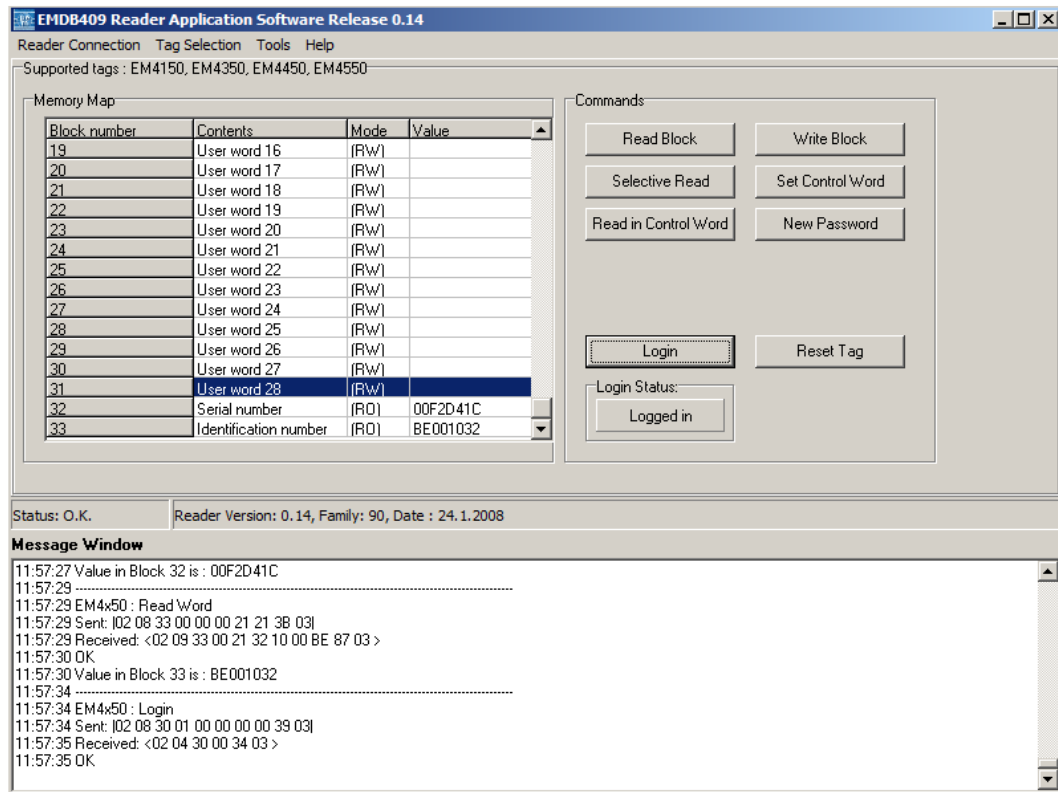 EMDB409 Reader Application Software Release 0.14
Reader Connection Tag Selection Tools Help
Supported tags : EM4150, EM4350, EM4450, EM4550
Memory Map
Block number Contents Mode Value
19 User word 16 (RW)
20 User word 17 (RW)
21 User word 18 (RW)
22 User word 19 (RW)
23 User word 20 (RW)
24 User word 21 (RW)
25 User word 22 (RW)
26 User word 23 (RW)
27 User word 24 (RW)
28 User word 25 (RW)
29 User word 26 (RW)
30 User word 27 (RW)
31 User word 28 (RW)
32 Serial number (RO) 00F2D41C
33 Identification number (RO) BE001032
Commands
Read Block Write Block
Selective Read Set Control Word
Read in Control Word New Password
Login Reset Tag
Login Status:
Logged in
Status: O.K. Reader Version: 0.14, Family: 90, Date : 24.1.2008
Message Window
11:57:27 Value in Block 32 is : 00F2D41C
11:57:29 ----------------------------------------------------------------
11:57:29 EM4x50 : Read Word
11:57:29 Sent: |02 08 33 00 00 00 21 21 3B 03|
11:57:29 Received: <02 09 33 00 21 32 10 00 BE 87 03 >
11:57:30 OK
11:57:30 Value in Block 33 is : BE001032
11:57:34 ----------------------------------------------------------------
11:57:34 EM4x50 : Login
11:57:34 Sent: |02 08 30 01 00 00 00 00 39 03|
11:57:35 Received: <02 04 30 00 34 03 >
11:57:35 OK